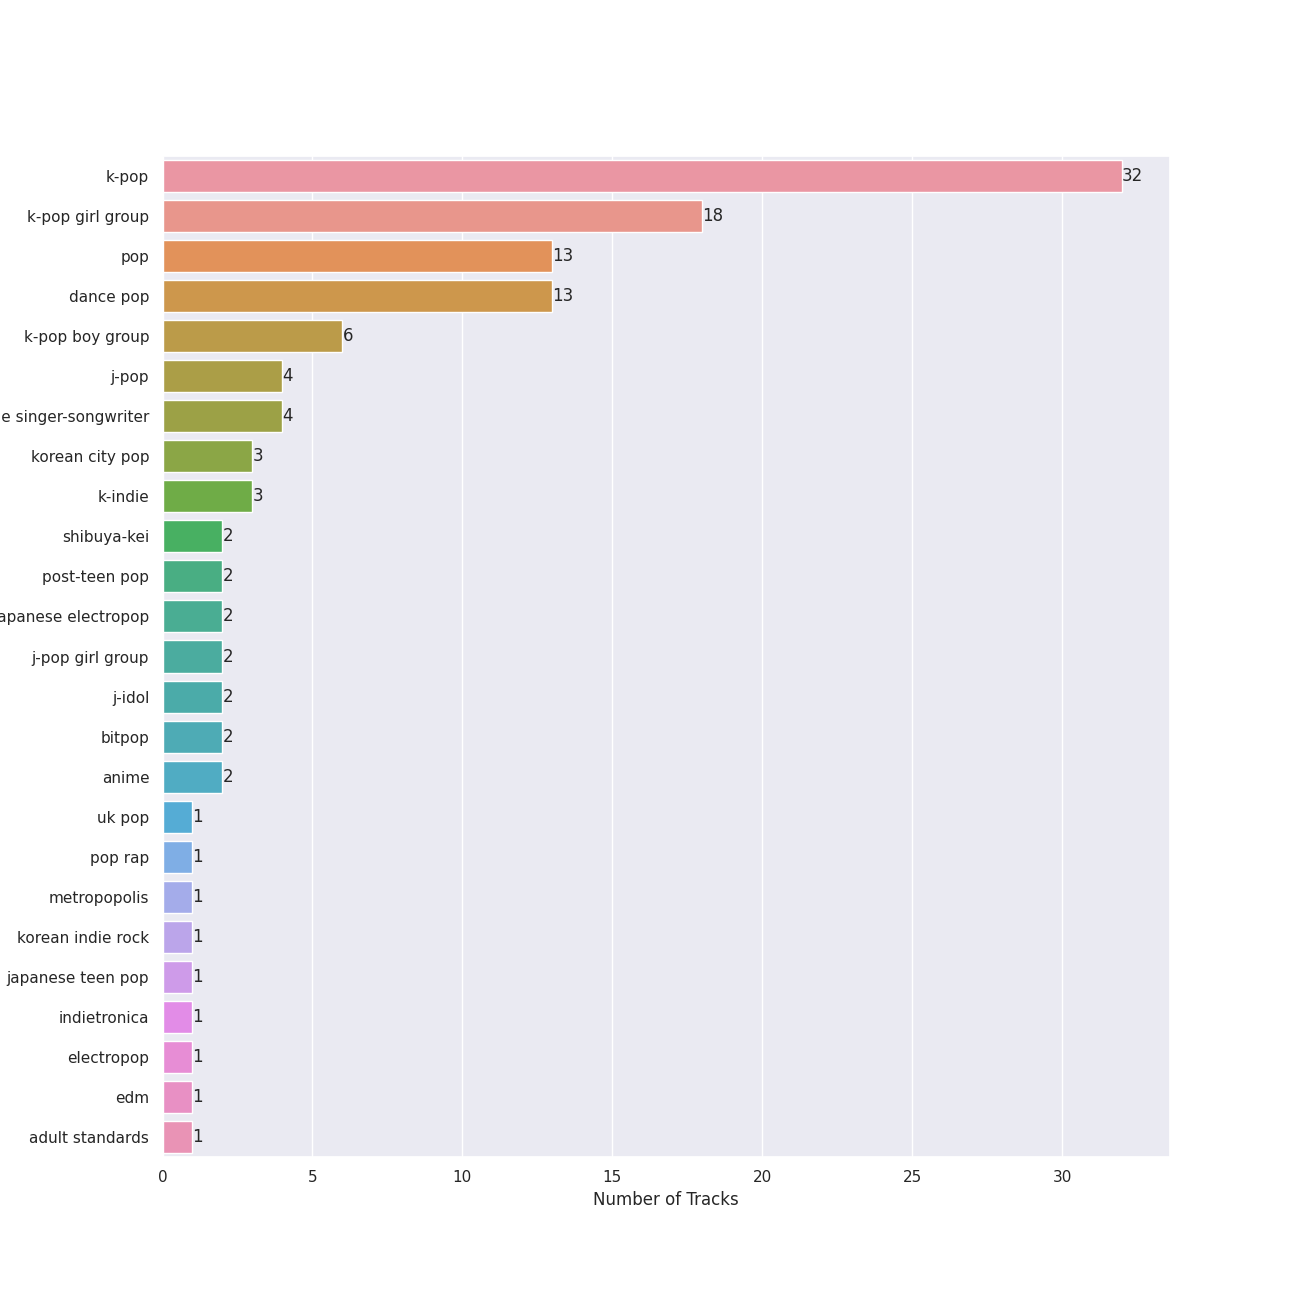 k-pop 32
k-pop girl group 18
pop 13
dance pop 13
k-pop boy group 6
j-pop 4
e singer-songwriter 4
korean city pop 3
k-indie 3
shibuya-kei 2
post-teen pop 2
apanese electropop 2
j-pop girl group 2
j-idol 2
bitpop 2
anime 2
uk pop 1
pop rap 1
metropopolis 1
korean indie rock 1
japanese teen pop 1
indietronica 1
electropop 1
edm 1
adult standards 1
0 5 10 15 20 25 30
Number of Tracks